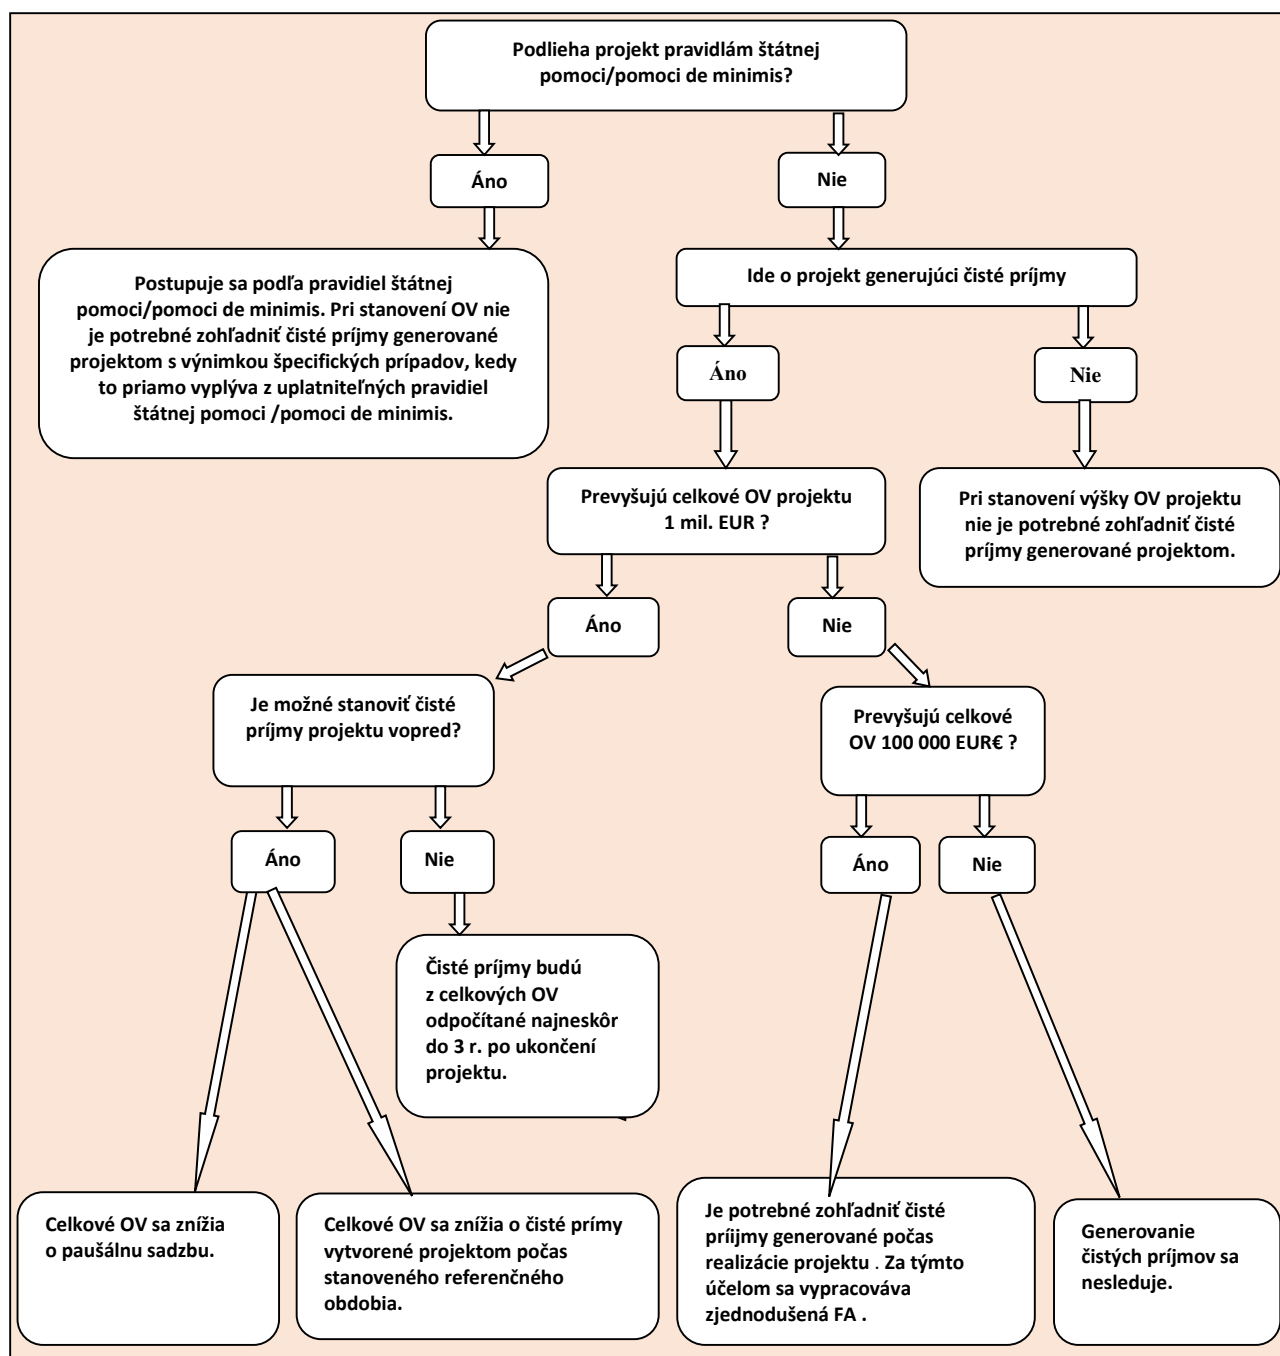 Podlieha projekt pravidlám štátnej
pomoci/pomoci de minimis?
Áno
Nie
Postupuje sa podľa pravidiel štátnej
pomoci/pomoci de minimis. Pri stanovení OV nie
je potrebné zohľadniť čisté príjmy generované
projektom s výnimkou špecifických prípadov, kedy
to priamo vyplýva z uplatniteľných pravidiel
štátnej pomoci /pomoci de minimis.
Ide o projekt generujúci čisté príjmy
Áno
Nie
Prevyšujú celkové OV projektu
1 mil. EUR ?
Pri stanovení výšky OV projektu
nie je potrebné zohľadniť čisté
príjmy generované projektom.
Áno
Nie
Je možné stanoviť čisté
príjmy projektu vopred?
Prevyšujú celkové
OV 100 000 EUR€ ?
Áno
Nie
Áno
Nie
Čisté príjmy budú
z celkových OV
odpočítané najneskôr
do 3 r. po ukončení
projektu.
Celkové OV sa znížia
o paušálnu sadzbu.
Celkové OV sa znížia o čisté prímy
vytvorené projektom počas
stanoveného referenčného
obdobia.
Je potrebné zohľadniť čisté
príijmy generované počas
realizácie projektu . Za týmto
účelom sa vypracováva
zjednodušená FA .
Generovanie
čistých príjmov sa
nesleduje.